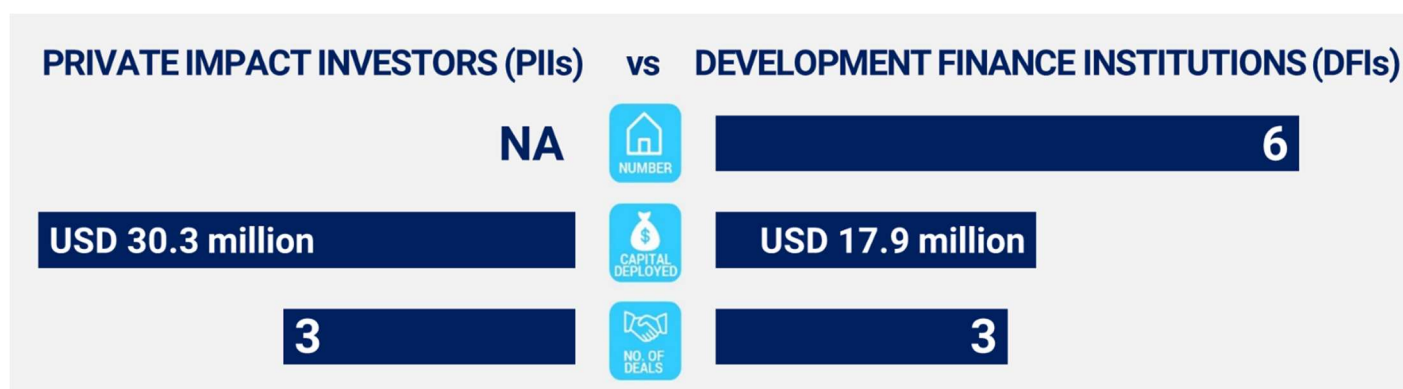 PRIVATE IMPACT INVESTORS (PIIs) vs DEVELOPMENT FINANCE INSTITUTIONS (DFIs)
NA NUMBER 6
USD 30.3 million $ CAPITAL DEPLOYED USD 17.9 million
3 NO. OF DEALS 3